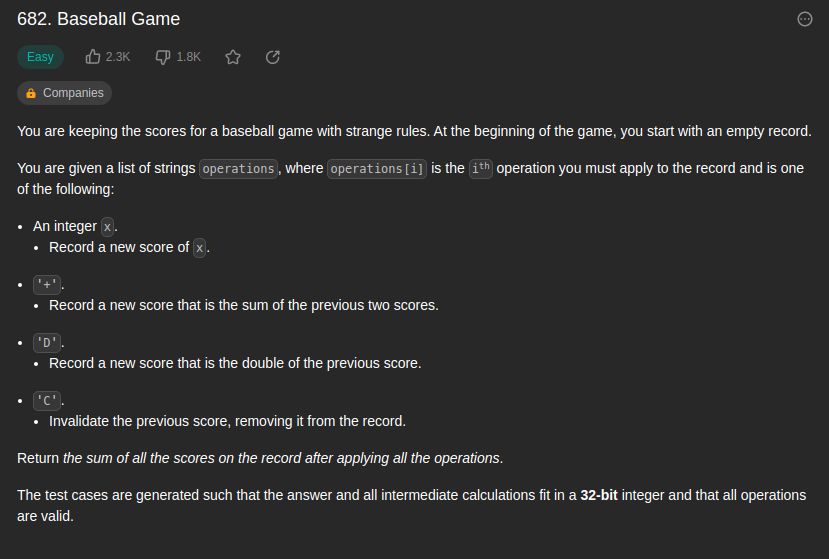 682. Baseball Game
Easy 2.3K 1.8K
Companies
You are keeping the scores for a baseball game with strange rules. At the beginning of the game, you start with an empty record.
You are given a list of strings operations, where operations[i] is the ith operation you must apply to the record and is one
of the following:
• An integer x.
• Record a new score of x.
• '+'.
• Record a new score that is the sum of the previous two scores.
• 'D'.
• Record a new score that is the double of the previous score.
• 'C'.
• Invalidate the previous score, removing it from the record.
Return the sum of all the scores on the record after applying all the operations.
The test cases are generated such that the answer and all intermediate calculations fit in a 32-bit integer and that all operations
are valid.